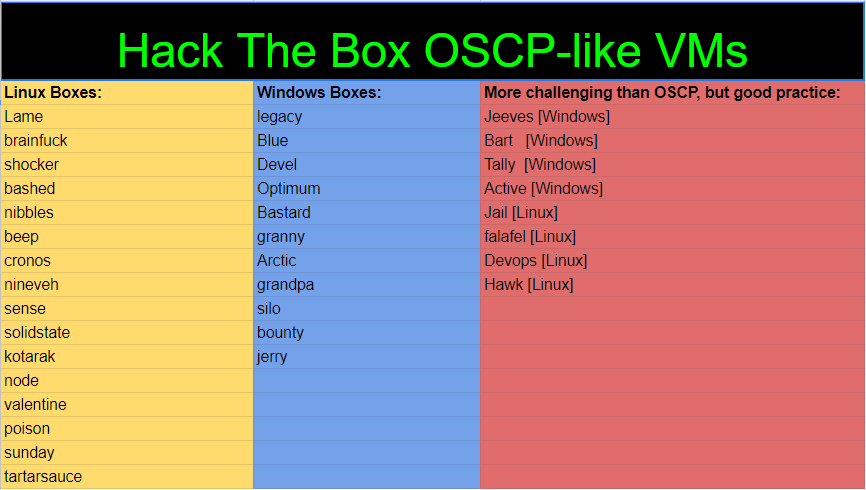 Hack The Box OSCP-like VMs
Linux Boxes: Windows Boxes: More challenging than OSCP, but good practice:
Lame legacy Jeeves [Windows]
brainfuck Blue Bart [Windows]
shocker Devel Tally [Windows]
bashed Optimum Active [Windows]
nibbles Bastard Jail [Linux]
beep granny falafel [Linux]
cronos Arctic Devops [Linux]
nineveh grandpa Hawk [Linux]
sense silo
solidstate bounty
kotarak jerry
node
valentine
poison
sunday
tartarsauce